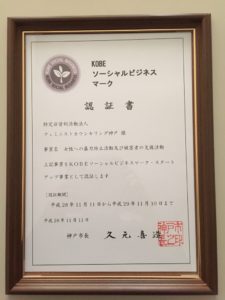 KOBE
ソーシャルビジネス
マーク
認証書
特定非営利活動法人
フェミニストカウンセリング神戸 様
事業名 女性への暴力防止活動及び被害者の支援活動
上記事業をKOBEソーシャルビジネスマーク・スタート
アップ事業として認証します
[認証期間]
平成28年11月11日から平成29年11月10日まで
平成28年11月11日
神戸市長 久元喜造